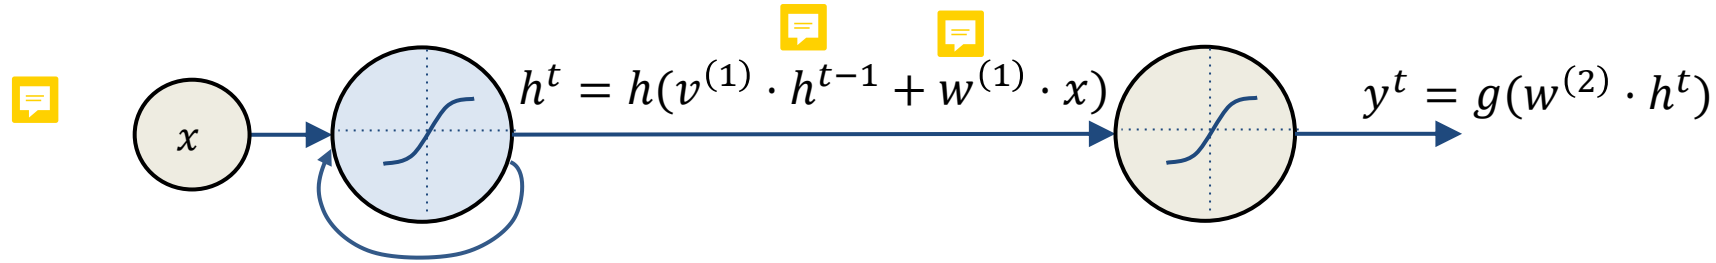 x
h^t = h(v^(1) · h^{t−1} + w^(1) · x)
y^t = g(w^(2) · h^t)